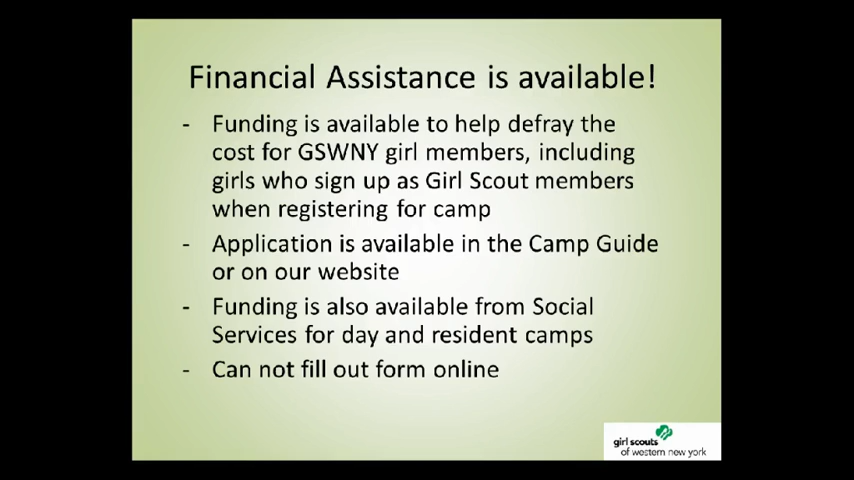 Financial Assistance is available!
- Funding is available to help defray the
cost for GSWNY girl members, including
girls who sign up as Girl Scout members
when registering for camp
- Application is available in the Camp Guide
or on our website
- Funding is also available from Social
Services for day and resident camps
- Can not fill out form online
girl scouts
of western new york